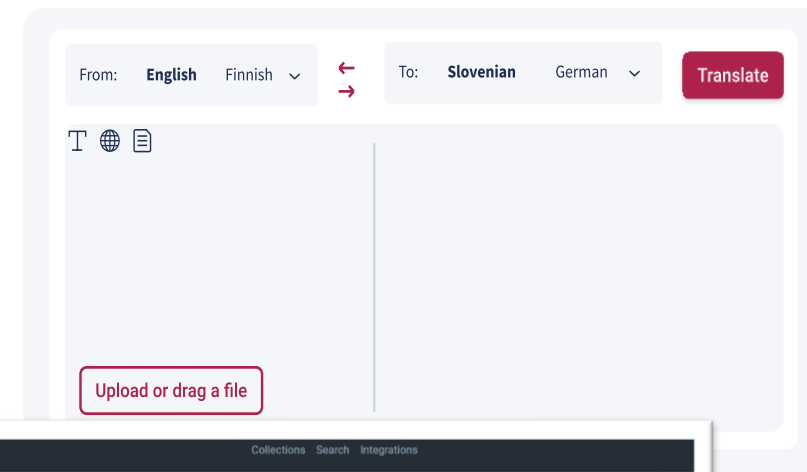 From: English Finnish To: Slovenian German Translate
Upload or drag a file
Collections Search Integrations